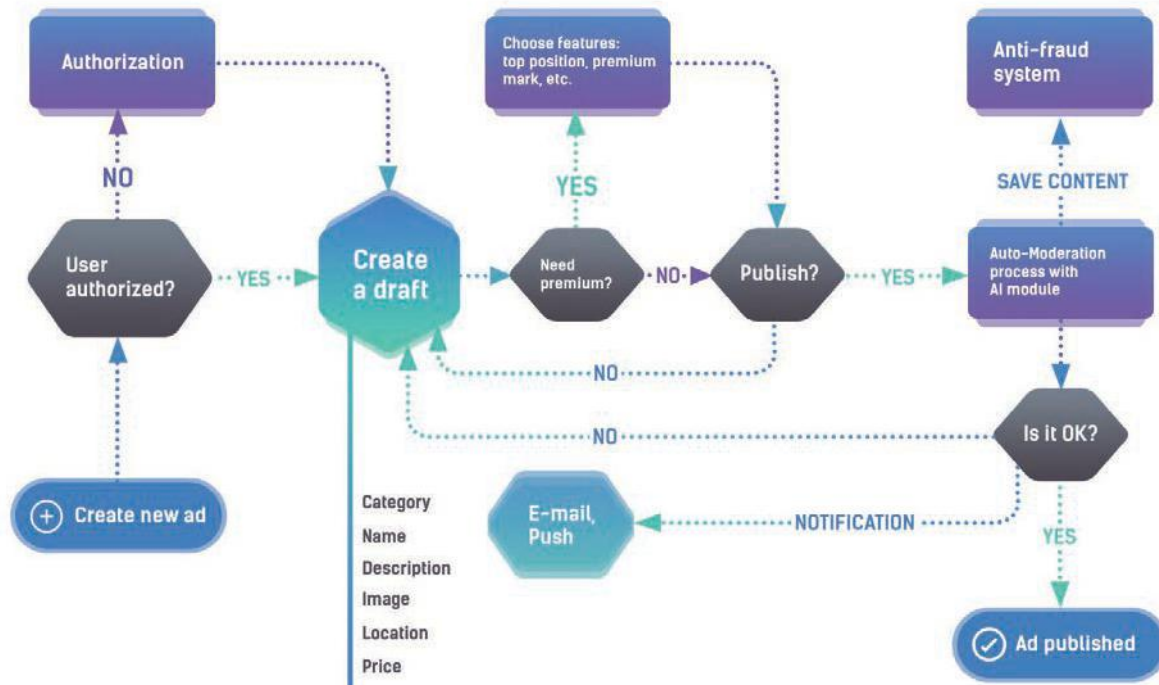 Authorization
Choose features:
top position, premium
mark, etc.
Anti-fraud
system
NO
YES
SAVE CONTENT
User
authorized?
YES
Create
a draft
Need
premium?
NO
Publish?
YES
Auto-Moderation
process with
AI module
NO
NO
Is it OK?
Create new ad
Category
Name
Description
Image
Location
Price
E-mail,
Push
NOTIFICATION
YES
Ad published